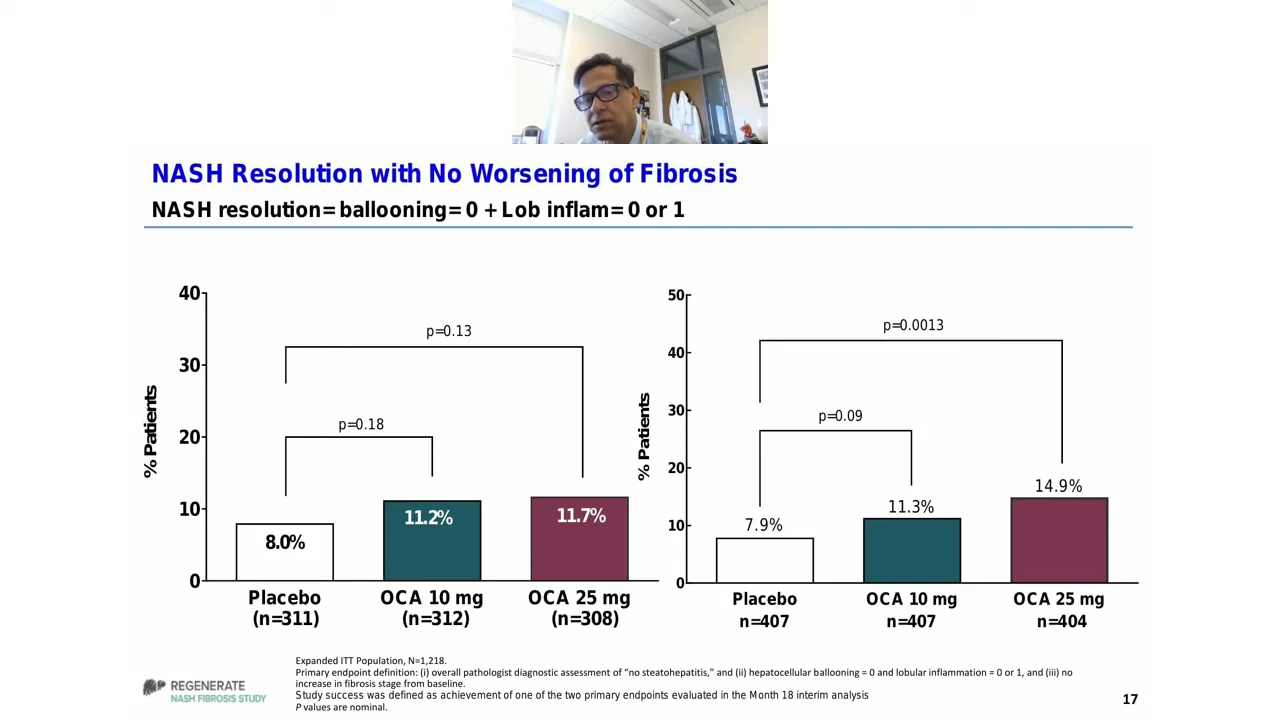 NASH Resolution with No Worsening of Fibrosis
NASH resolution= ballooning= 0 + Lob inflam= 0 or 1
% Patients
40
30
20
10
0
p=0.13
p=0.18
8.0%
11.2%
11.7%
Placebo
(n=311)
OCA 10 mg
(n=312)
OCA 25 mg
(n=308)
% Patients
50
40
30
20
10
0
p=0.0013
p=0.09
7.9%
11.3%
14.9%
Placebo
n=407
OCA 10 mg
n=407
OCA 25 mg
n=404
Expanded ITT Population, N=1,218.
Primary endpoint definition: (i) overall pathologist diagnostic assessment of “no steatohepatitis,” and (ii) hepatocellular ballooning = 0 and lobular inflammation = 0 or 1, and (iii) no
increase in fibrosis stage from baseline.
Study success was defined as achievement of one of the two primary endpoints evaluated in the Month 18 interim analysis
P values are nominal.
REGENERATE
NASH FIBROSIS STUDY
17